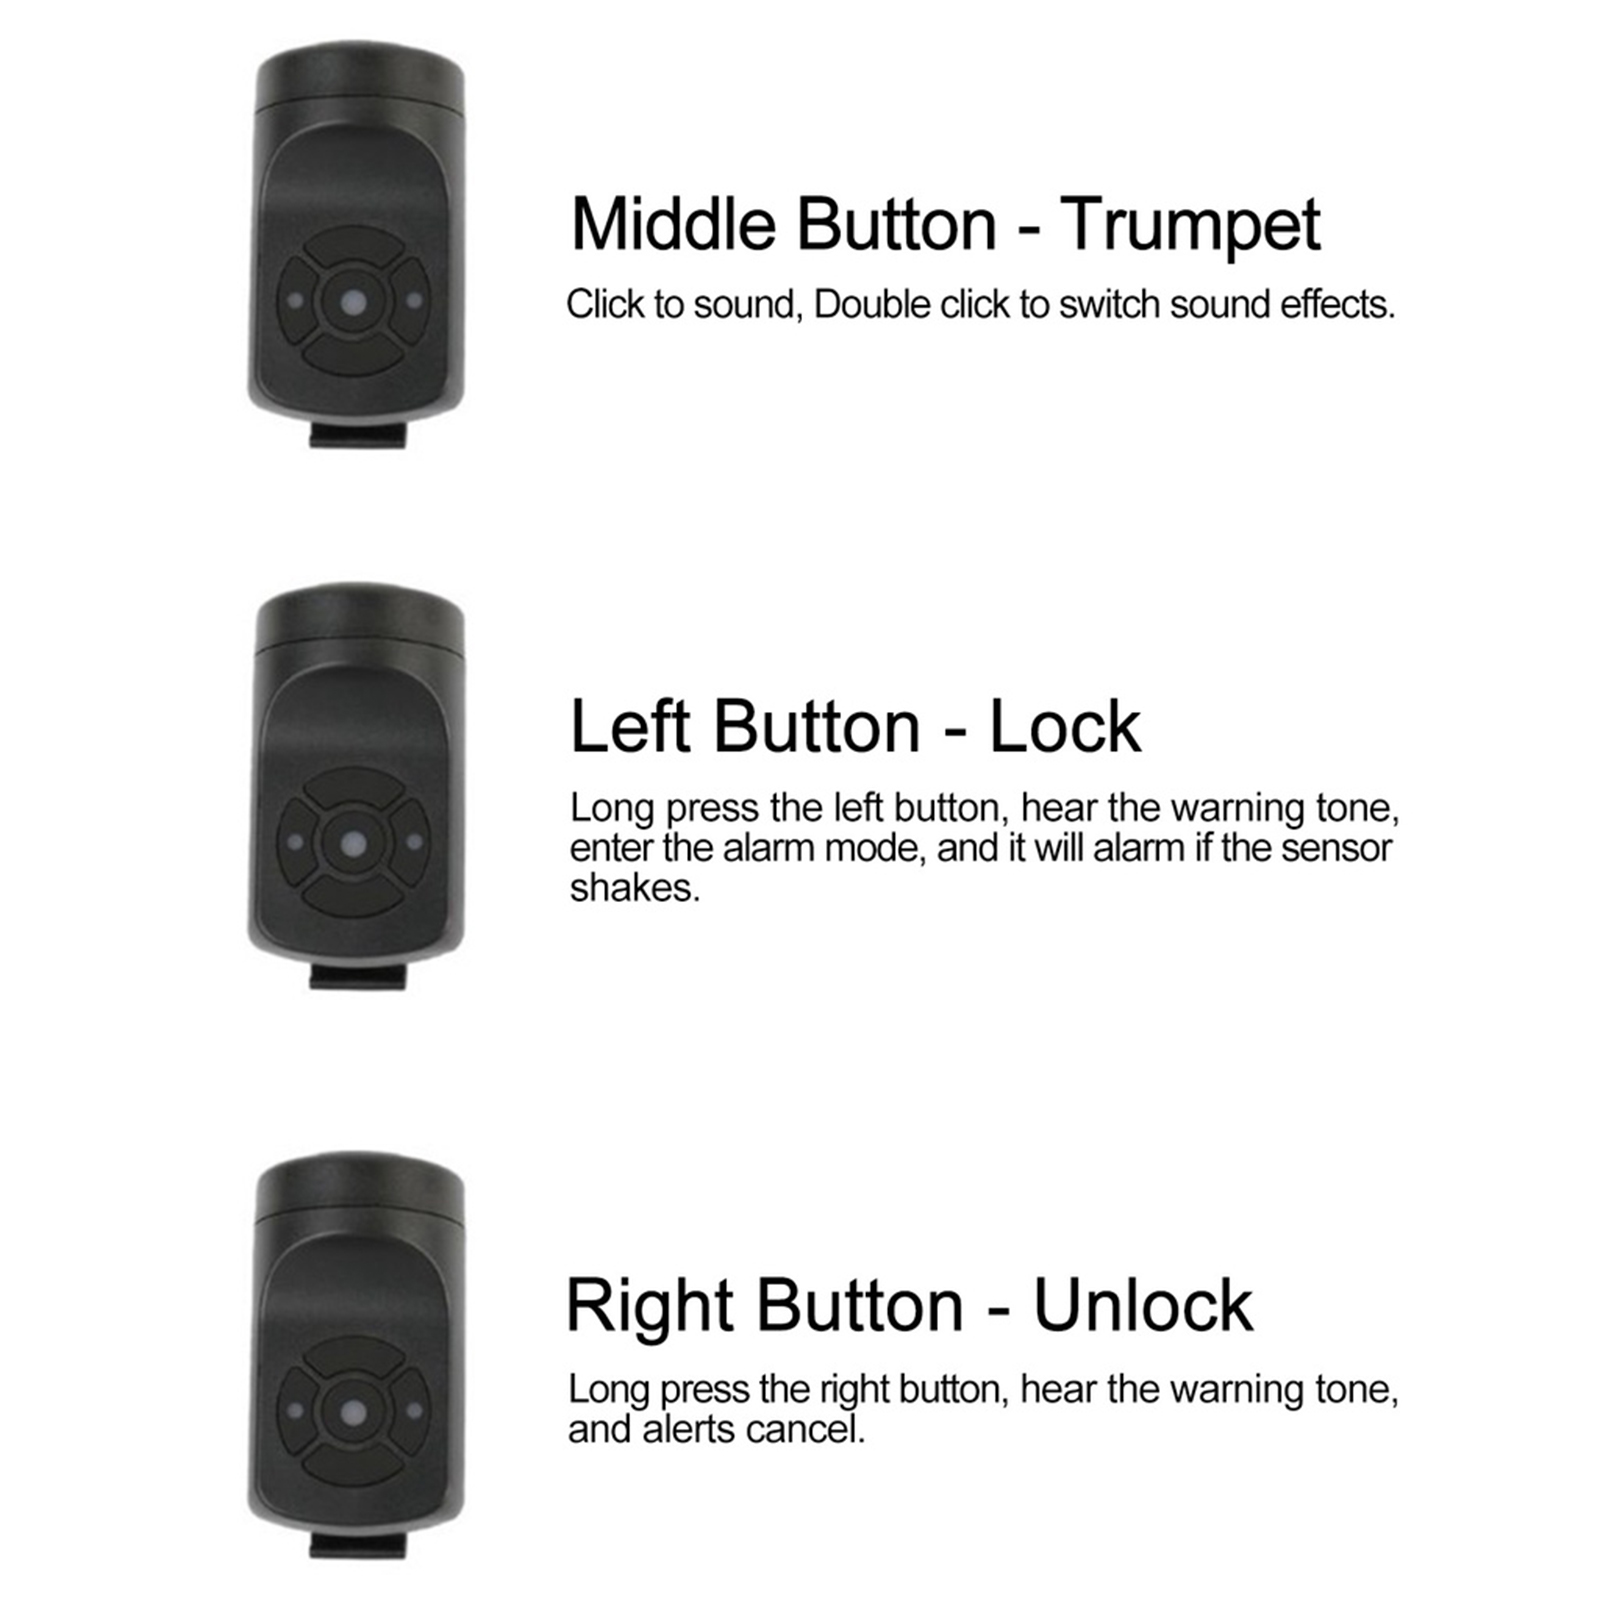 Middle Button - Trumpet
Click to sound, Double click to switch sound effects.
Left Button - Lock
Long press the left button, hear the warning tone,
enter the alarm mode, and it will alarm if the sensor
shakes.
Right Button - Unlock
Long press the right button, hear the warning tone,
and alerts cancel.